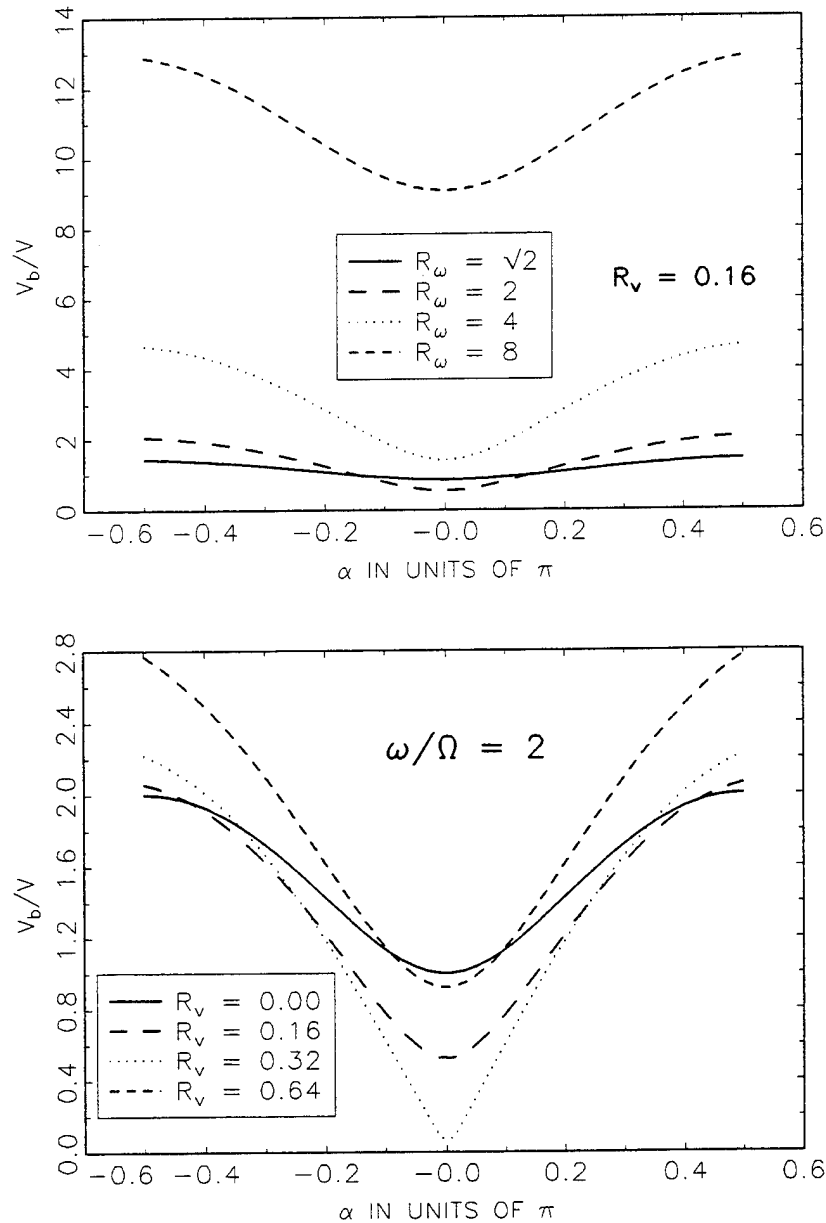 14
12
10
8
6
4
2
0
V_b/V
R_ω = √2
R_ω = 2
R_ω = 4
R_ω = 8
R_v = 0.16
−0.6 −0.4 −0.2 −0.0 0.2 0.4 0.6
α IN UNITS OF π
2.8
2.4
2.0
1.6
1.2
0.8
0.4
0.0
V_b/V
ω/Ω = 2
R_v = 0.00
R_v = 0.16
R_v = 0.32
R_v = 0.64
−0.6 −0.4 −0.2 −0.0 0.2 0.4 0.6
α IN UNITS OF π